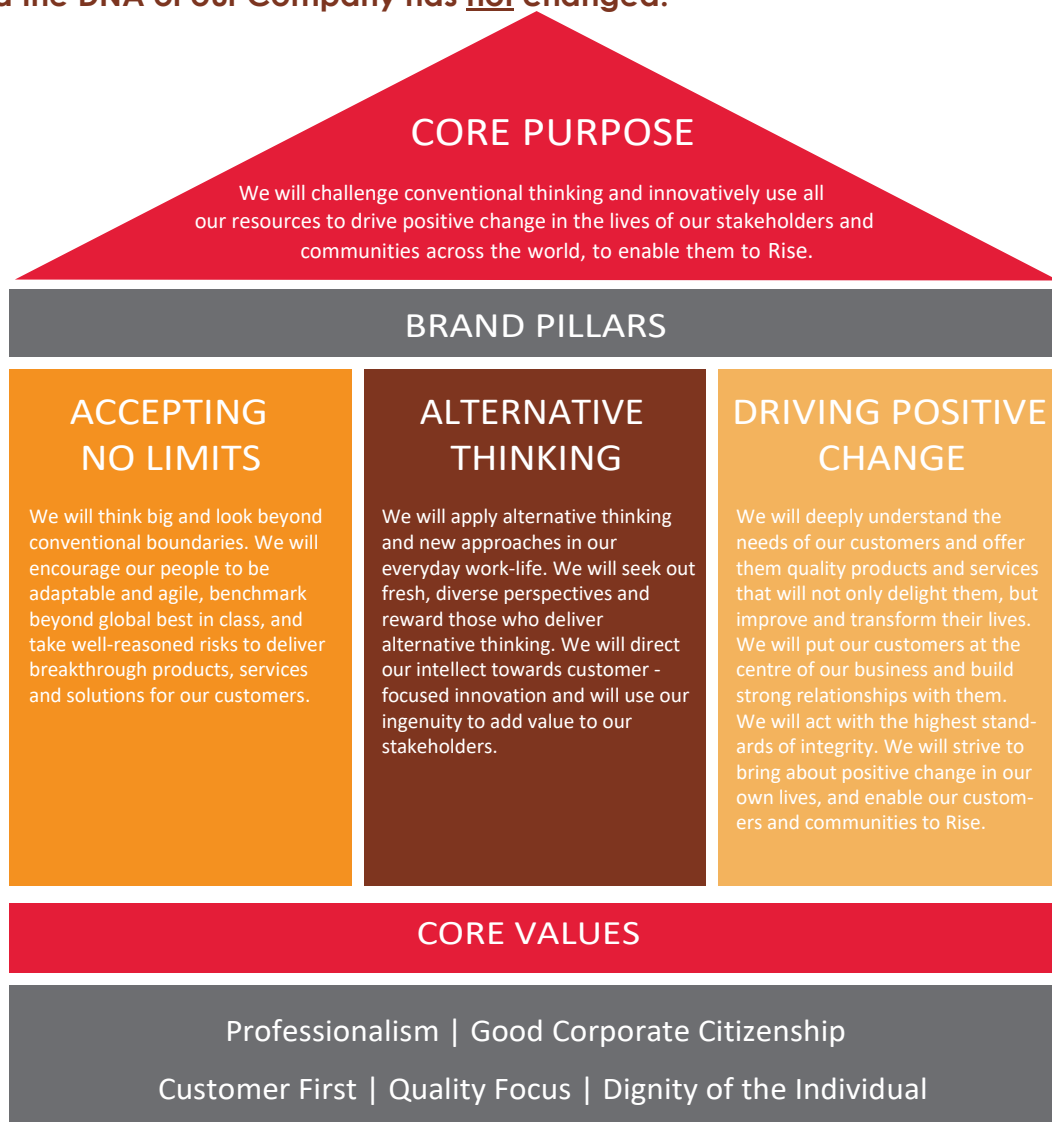 the DNA of our Company has not changed.
CORE PURPOSE
We will challenge conventional thinking and innovatively use all
our resources to drive positive change in the lives of our stakeholders and
communities across the world, to enable them to Rise.
BRAND PILLARS
ACCEPTING
NO LIMITS
We will think big and look beyond
conventional boundaries. We will
encourage our people to be
adaptable and agile, benchmark
beyond global best in class, and
take well-reasoned risks to deliver
breakthrough products, services
and solutions for our customers.
ALTERNATIVE
THINKING
We will apply alternative thinking
and new approaches in our
everyday work-life. We will seek out
fresh, diverse perspectives and
reward those who deliver
alternative thinking. We will direct
our intellect towards customer -
focused innovation and will use our
ingenuity to add value to our
stakeholders.
DRIVING POSITIVE
CHANGE
We will deeply understand the
needs of our customers and offer
them quality products and services
that will not only delight them, but
improve and transform their lives.
We will put our customers at the
centre of our business and build
strong relationships with them.
We will act with the highest stand-
ards of integrity. We will strive to
bring about positive change in our
own lives, and enable our custom-
ers and communities to Rise.
CORE VALUES
Professionalism | Good Corporate Citizenship
Customer First | Quality Focus | Dignity of the Individual